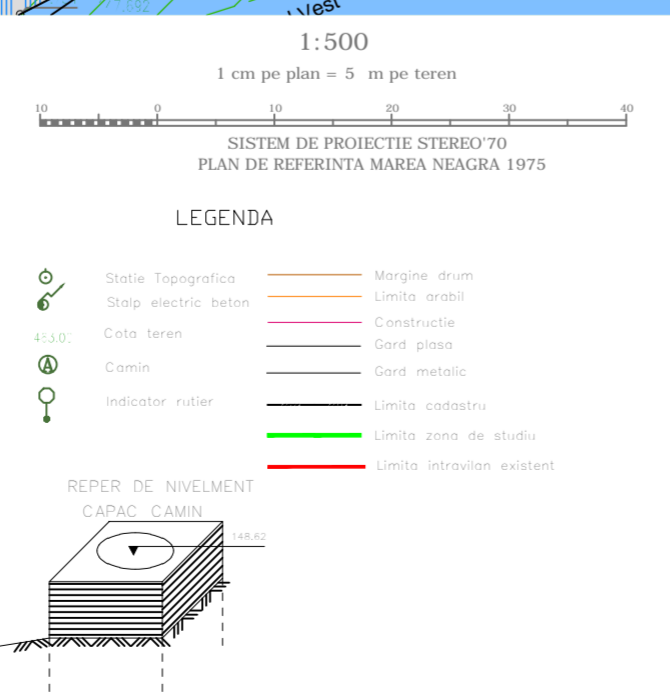 77.692
Vest
1:500
1 cm pe plan = 5 m pe teren
10 0 10 20 30 40
SISTEM DE PROIECTIE STEREO'70
PLAN DE REFERINTA MAREA NEAGRA 1975
LEGENDA
Statie Topografica
Stalp electric beton
Cota teren
A Camin
Indicator rutier
Margine drum
Limita arabil
Constructie
Gard plasa
Gard metalic
Limita cadastru
Limita zona de studiu
Limita intravilan existent
REPER DE NIVELMENT
CAPAC CAMIN
148.62